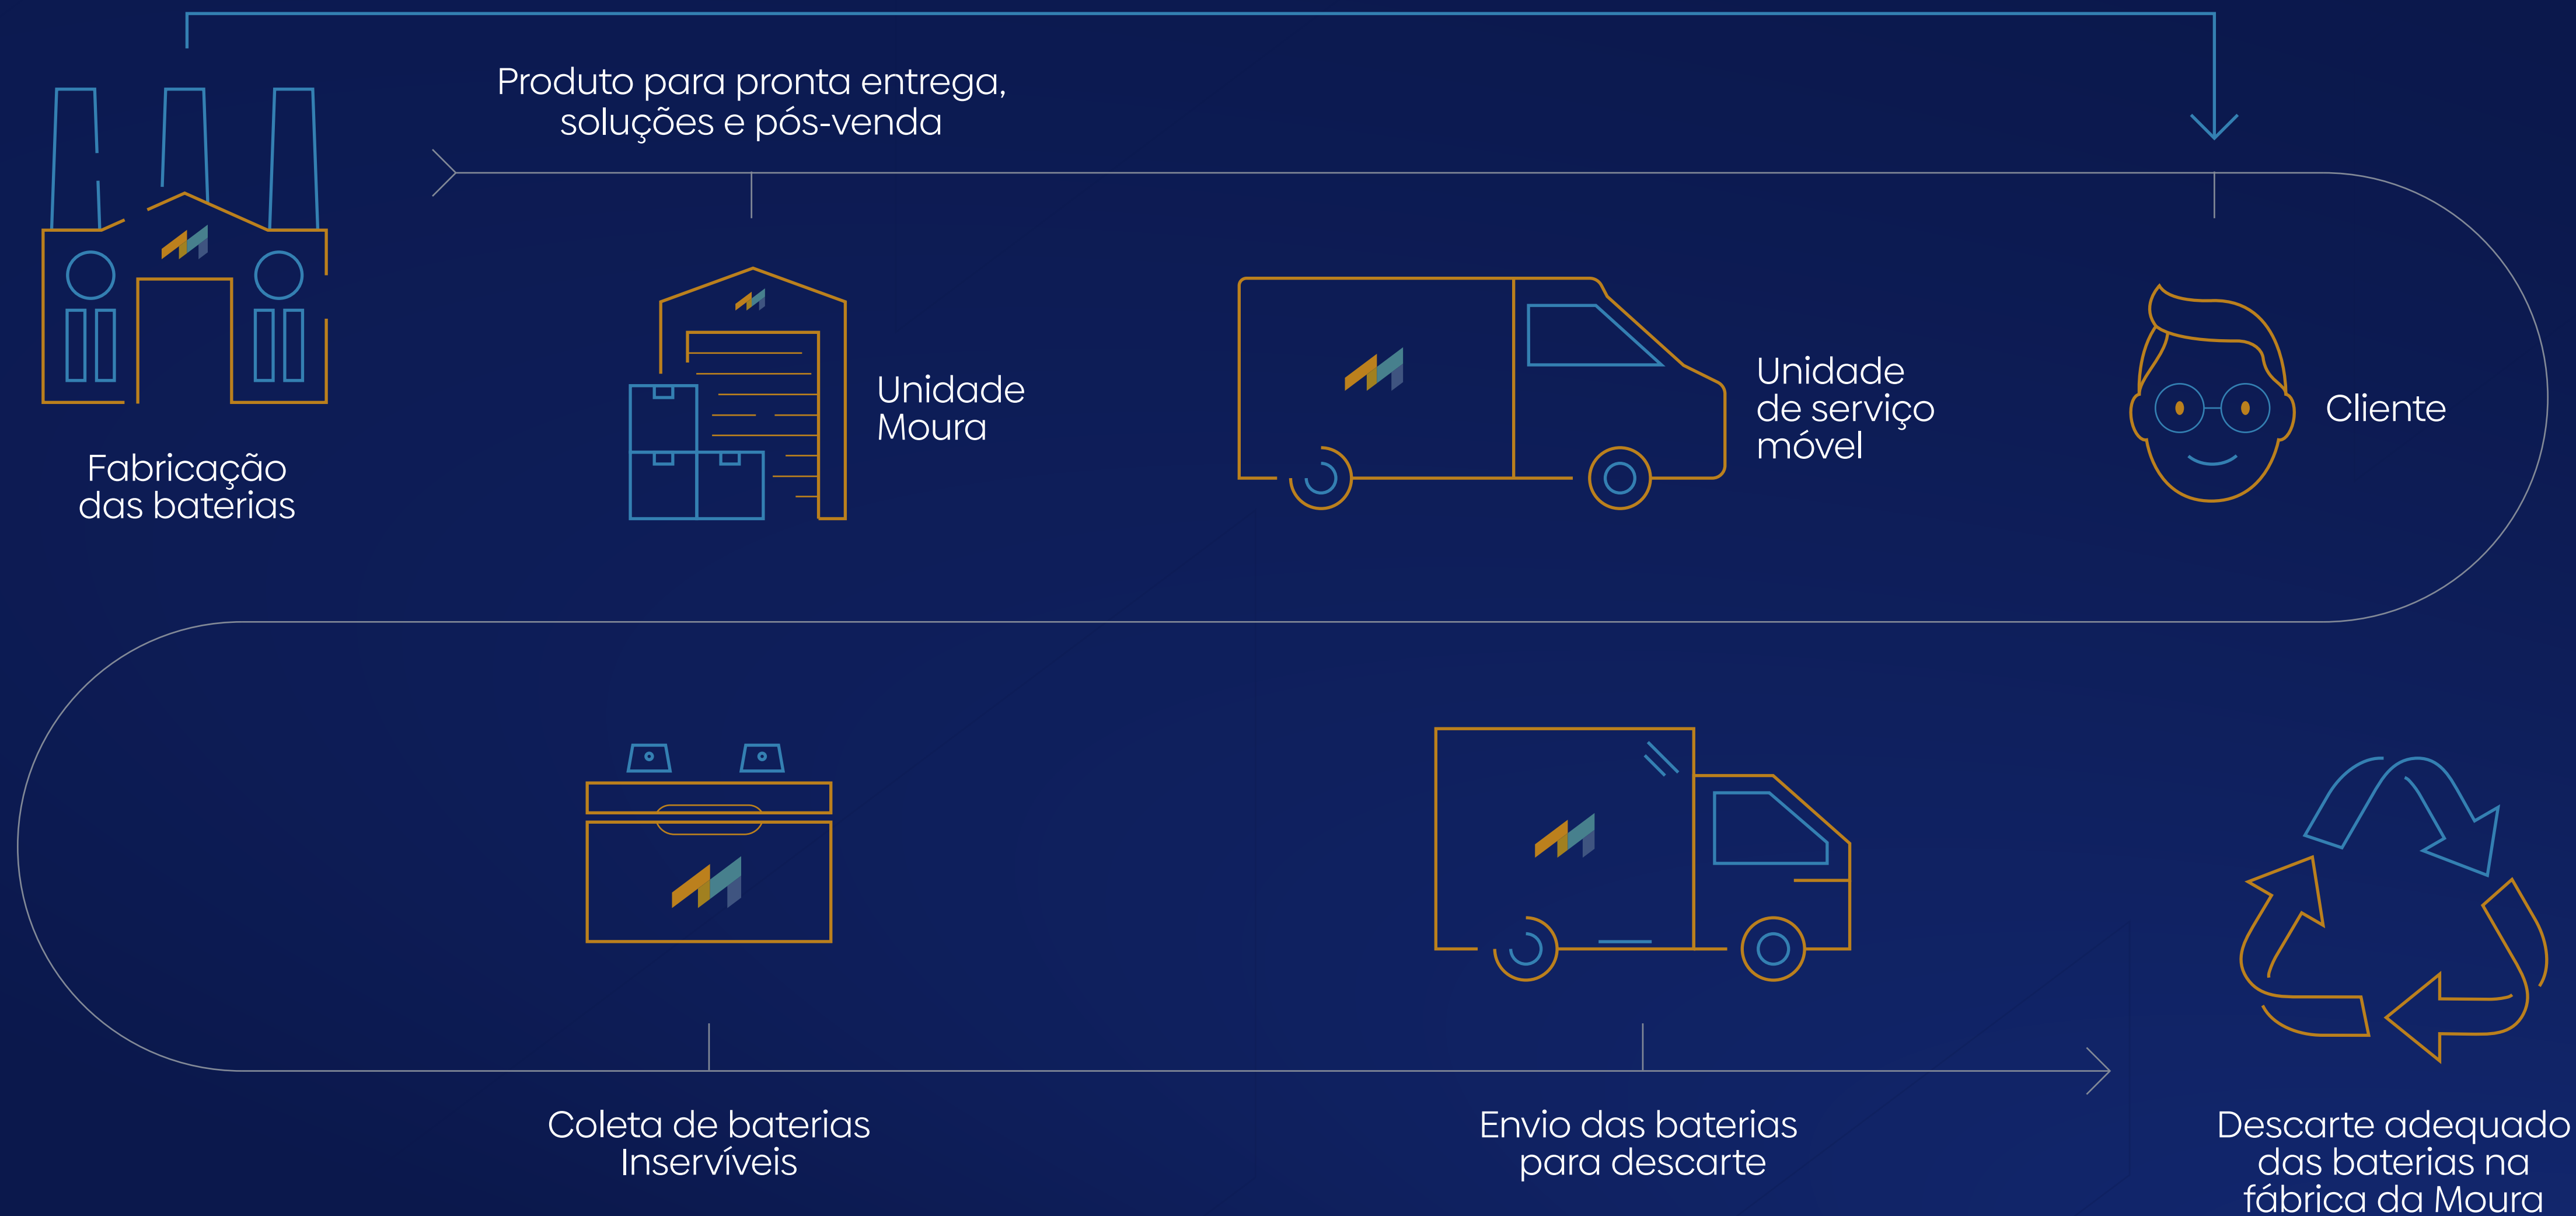 Produto para pronta entrega,
soluções e pós-venda
Fabricação
das baterias
Unidade
Moura
Unidade
de serviço
móvel
Cliente
Coleta de baterias
Inservíveis
Envio das baterias
para descarte
Descarte adequado
das baterias na
fábrica da Moura